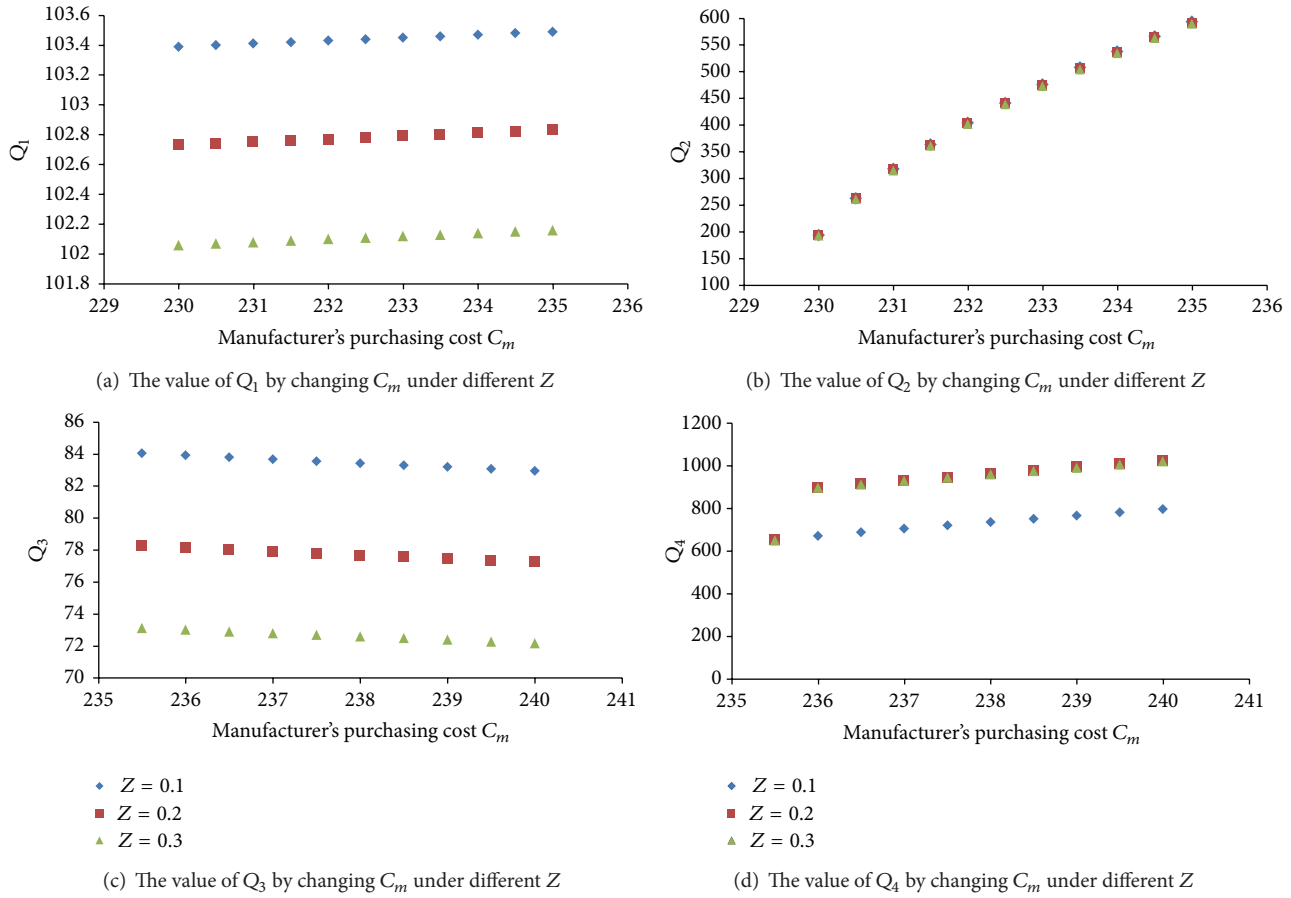 103.6
103.4
103.2
103
102.8
102.6
102.4
102.2
102
101.8
Q1
229 230 231 232 233 234 235 236
Manufacturer's purchasing cost Cm
(a) The value of Q1 by changing Cm under different Z
600
550
500
450
400
350
300
250
200
150
100
Q2
229 230 231 232 233 234 235 236
Manufacturer's purchasing cost Cm
(b) The value of Q2 by changing Cm under different Z
86
84
82
80
78
76
74
72
70
Q3
235 236 237 238 239 240 241
Manufacturer's purchasing cost Cm
Z = 0.1
Z = 0.2
Z = 0.3
(c) The value of Q3 by changing Cm under different Z
1200
1000
800
600
400
200
0
Q4
235 236 237 238 239 240 241
Manufacturer's purchasing cost Cm
Z = 0.1
Z = 0.2
Z = 0.3
(d) The value of Q4 by changing Cm under different Z